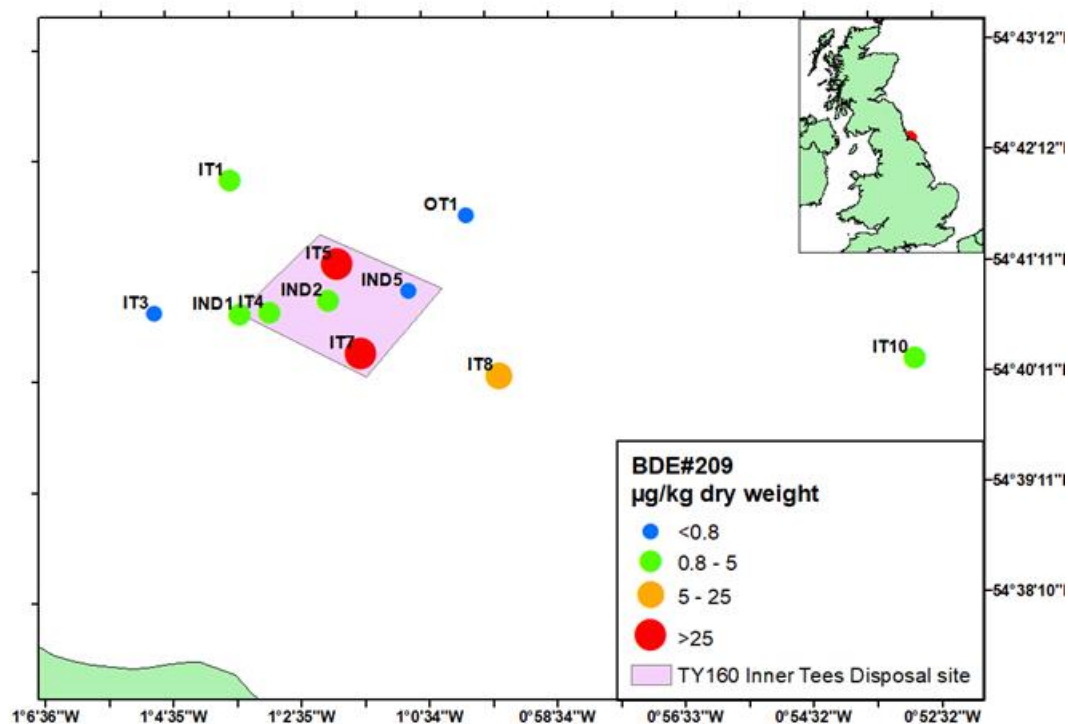 54°43'12"
54°42'12"
IT1
OT1
54°41'11"
IT5
IND2
IND5
IT3
IND1
IT4
IT7
IT10
IT8
54°40'11"
BDE#209
µg/kg dry weight
54°39'11"
<0.8
0.8 - 5
5 - 25
54°38'10"
>25
TY160 Inner Tees Disposal site
1°6'36"W 1°4'35"W 1°2'35"W 1°0'34"W 0°58'34"W 0°56'33"W 0°54'32"W 0°52'32"W